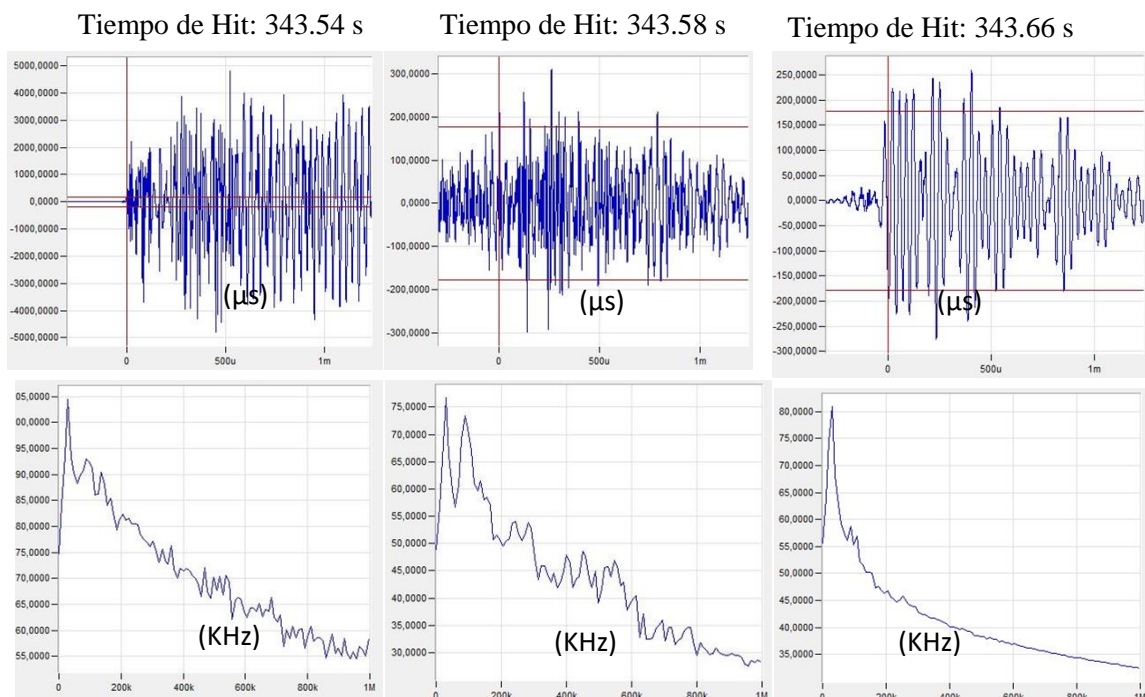 Tiempo de Hit: 343.54 s
Tiempo de Hit: 343.58 s
Tiempo de Hit: 343.66 s
5000,0000
4000,0000
3000,0000
2000,0000
1000,0000
0,0000
-1000,0000
-2000,0000
-3000,0000
-4000,0000
-5000,0000
0
500u
1m
(µs)
300,0000
200,0000
100,0000
0,0000
-100,0000
-200,0000
-300,0000
0
500u
1m
(µs)
250,0000
200,0000
150,0000
100,0000
50,0000
0,0000
-50,0000
-100,0000
-150,0000
-200,0000
-250,0000
-300,0000
0
500u
1m
(µs)
05,0000
00,0000
95,0000
90,0000
85,0000
80,0000
75,0000
70,0000
65,0000
60,0000
55,0000
0
200k
400k
600k
800k
1M
(KHz)
75,0000
70,0000
65,0000
60,0000
55,0000
50,0000
45,0000
40,0000
35,0000
30,0000
0
200k
400k
600k
800k
1M
(KHz)
80,0000
75,0000
70,0000
65,0000
60,0000
55,0000
50,0000
45,0000
40,0000
35,0000
0
200k
400k
600k
800k
1M
(KHz)